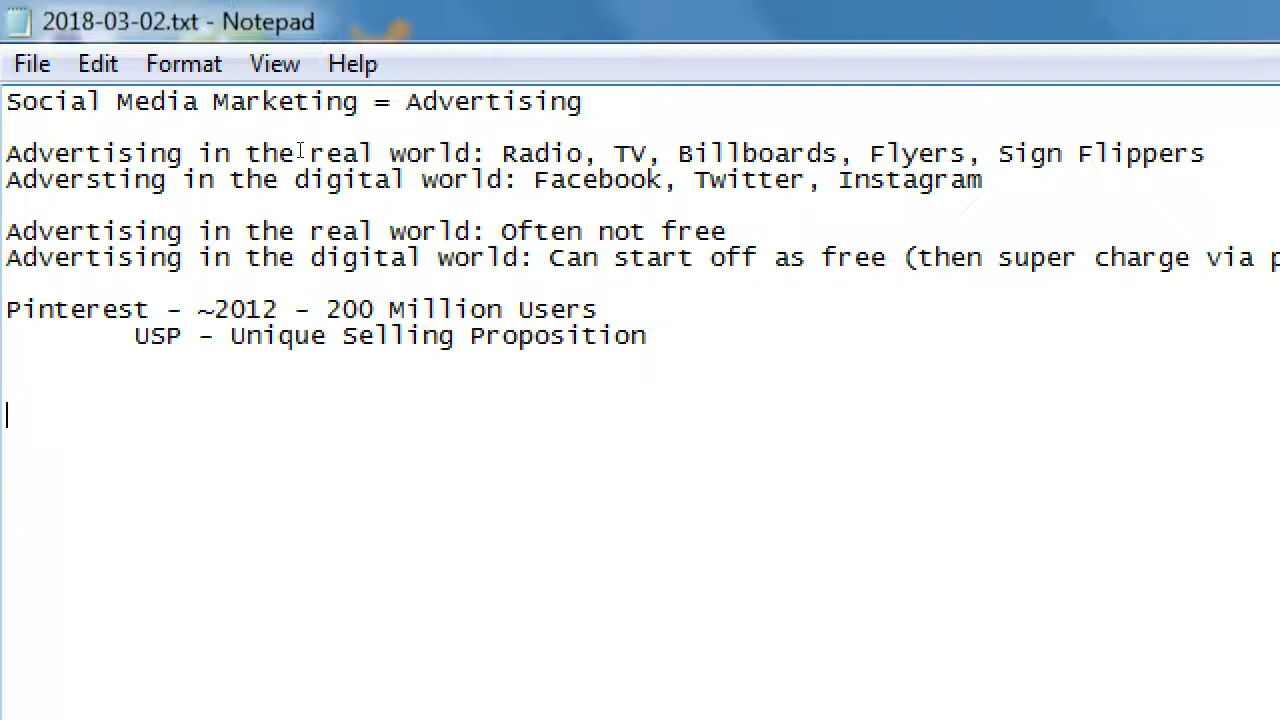 2018-03-02.txt - Notepad
File Edit Format View Help
Social Media Marketing = Advertising
Advertising in the real world: Radio, TV, Billboards, Flyers, Sign Flippers
Adversting in the digital world: Facebook, Twitter, Instagram
Advertising in the real world: Often not free
Advertising in the digital world: Can start off as free (then super charge via
Pinterest - ~2012 - 200 Million Users
USP - Unique Selling Proposition